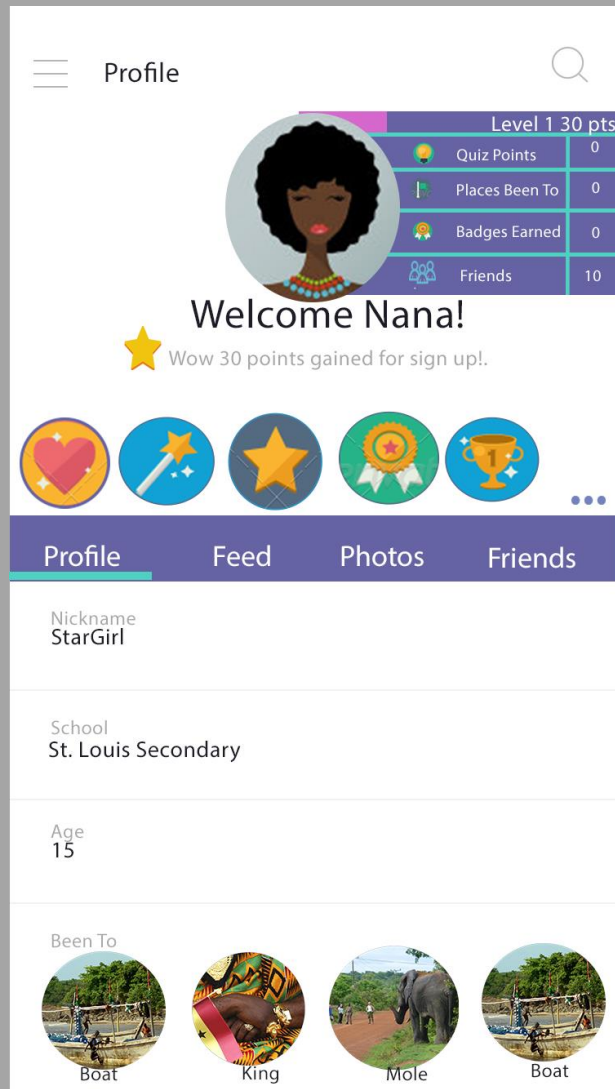 Profile
Level 1 30 pts
Quiz Points 0
Places Been To 0
Badges Earned 0
Friends 10
Welcome Nana!
Wow 30 points gained for sign up!.
1
Profile Feed Photos Friends
Nickname
StarGirl
School
St. Louis Secondary
Age
15
Been To
Boat King Mole Boat